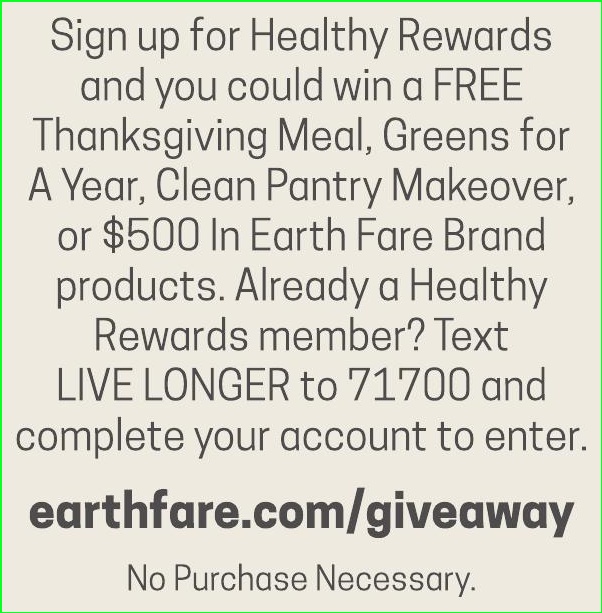 Sign up for Healthy Rewards
and you could win a FREE
Thanksgiving Meal, Greens for
A Year, Clean Pantry Makeover,
or $500 In Earth Fare Brand
products. Already a Healthy
Rewards member? Text
LIVE LONGER to 71700 and
complete your account to enter.
earthfare.com/giveaway
No Purchase Necessary.